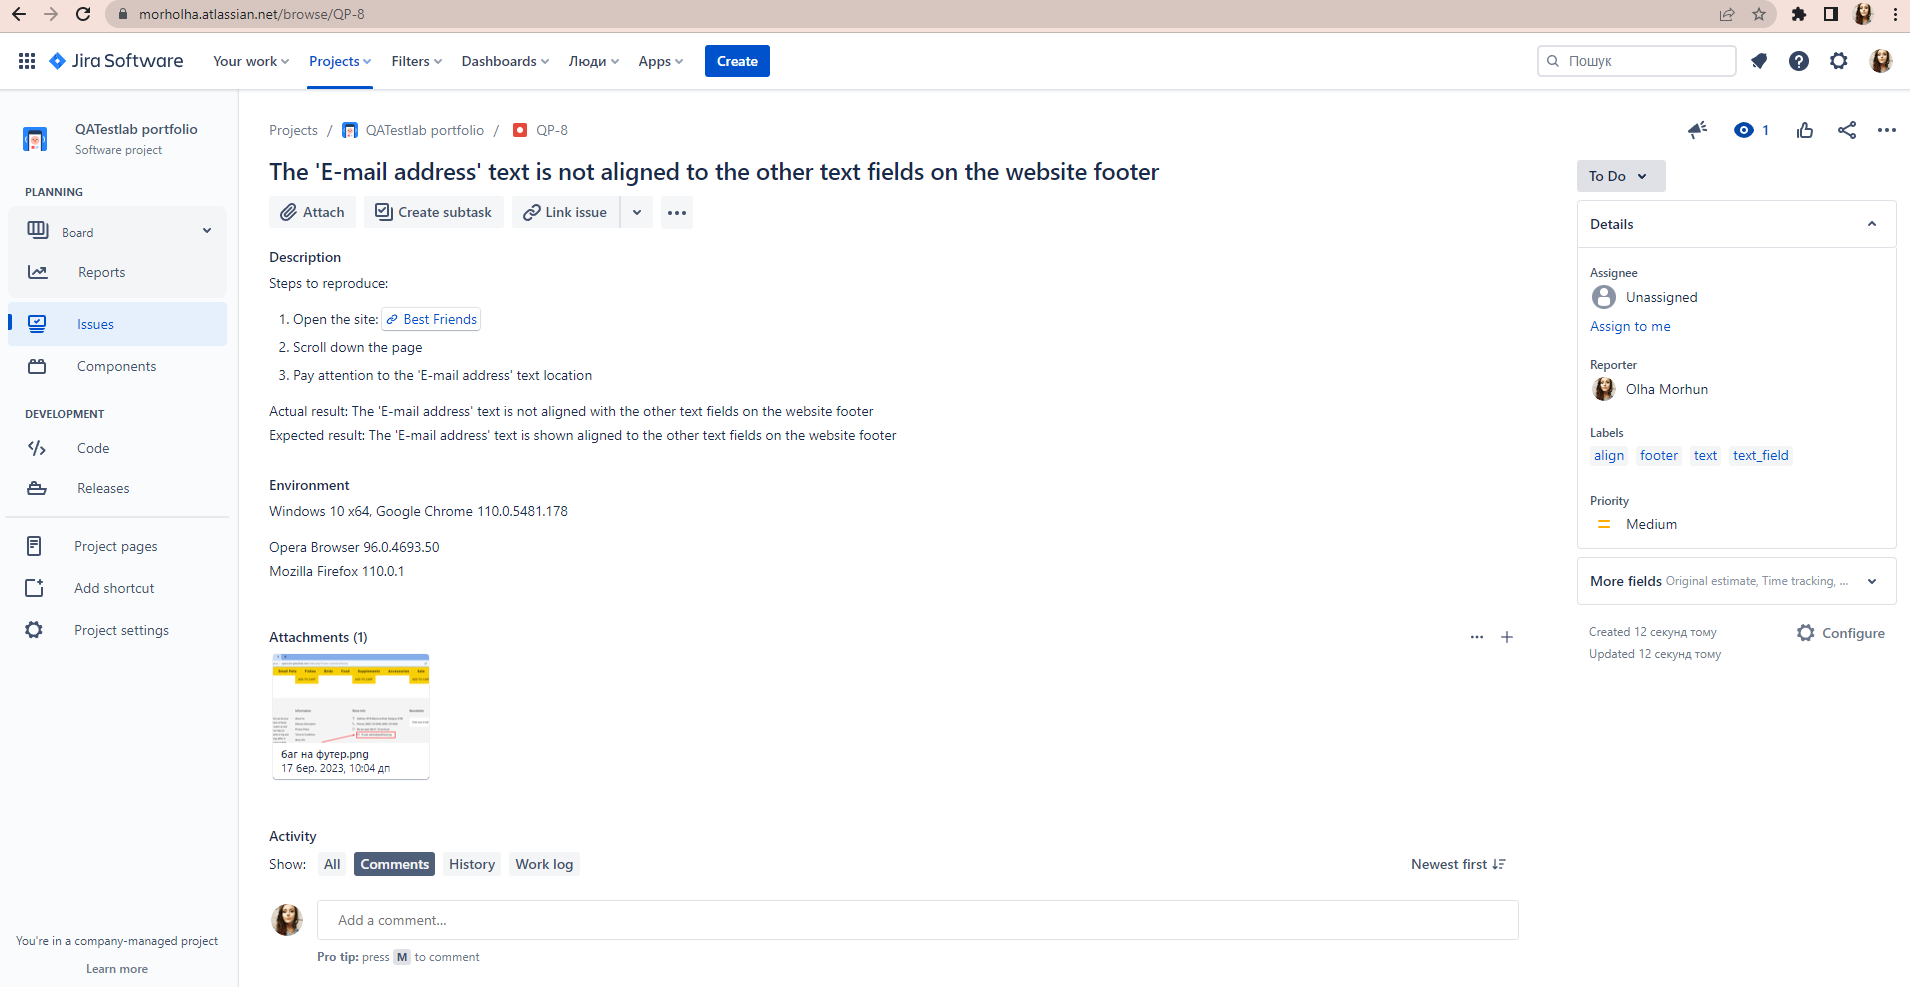 morholha.atlassian.net/browse/QP-8
Jira Software
Your work
Projects
Filters
Dashboards
Люди
Apps
Create
Пошук
QATestlab portfolio
Software project
PLANNING
Board
Reports
Issues
Components
DEVELOPMENT
Code
Releases
Project pages
Add shortcut
Project settings
You're in a company-managed project
Learn more
Projects / QATestlab portfolio / QP-8
1
The 'E-mail address' text is not aligned to the other text fields on the website footer
Attach
Create subtask
Link issue
Description
Steps to reproduce:
1. Open the site: Best Friends
2. Scroll down the page
3. Pay attention to the 'E-mail address' text location
Actual result: The 'E-mail address' text is not aligned with the other text fields on the website footer
Expected result: The 'E-mail address' text is shown aligned to the other text fields on the website footer
Environment
Windows 10 x64, Google Chrome 110.0.5481.178
Opera Browser 96.0.4693.50
Mozilla Firefox 110.0.1
Attachments (1)
баг на футер.png
17 бер. 2023, 10:04 дп
Activity
Show: All Comments History Work log
Newest first
Add a comment...
Pro tip: press M to comment
To Do
Details
Assignee
Unassigned
Assign to me
Reporter
Olha Morhun
Labels
align footer text text_field
Priority
Medium
More fields Original estimate, Time tracking, ...
Created 12 секунд тому
Updated 12 секунд тому
Configure